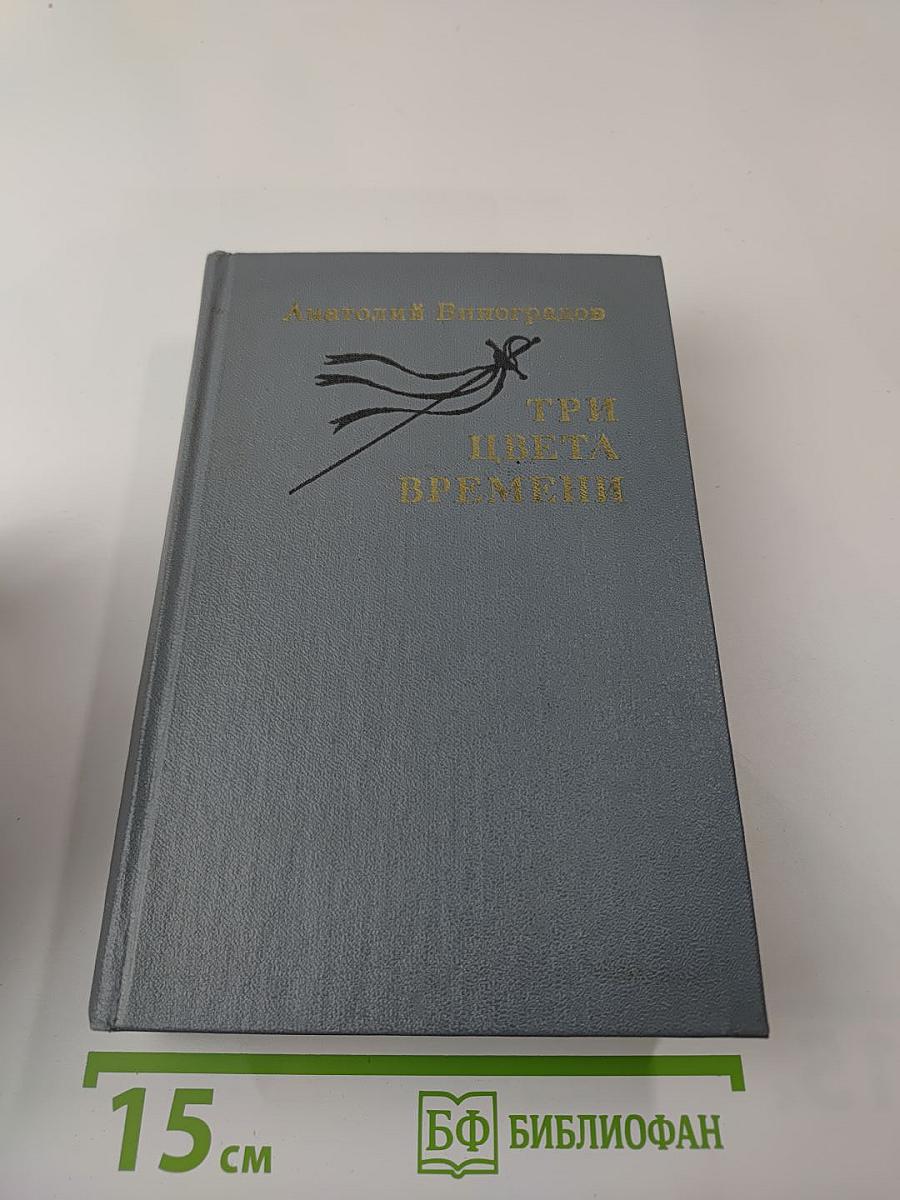 Анатолий Виноградов
ТРИ
ЦВЕТА
ВРЕМЕНИ
15 см
БФ БИБЛИОФАН